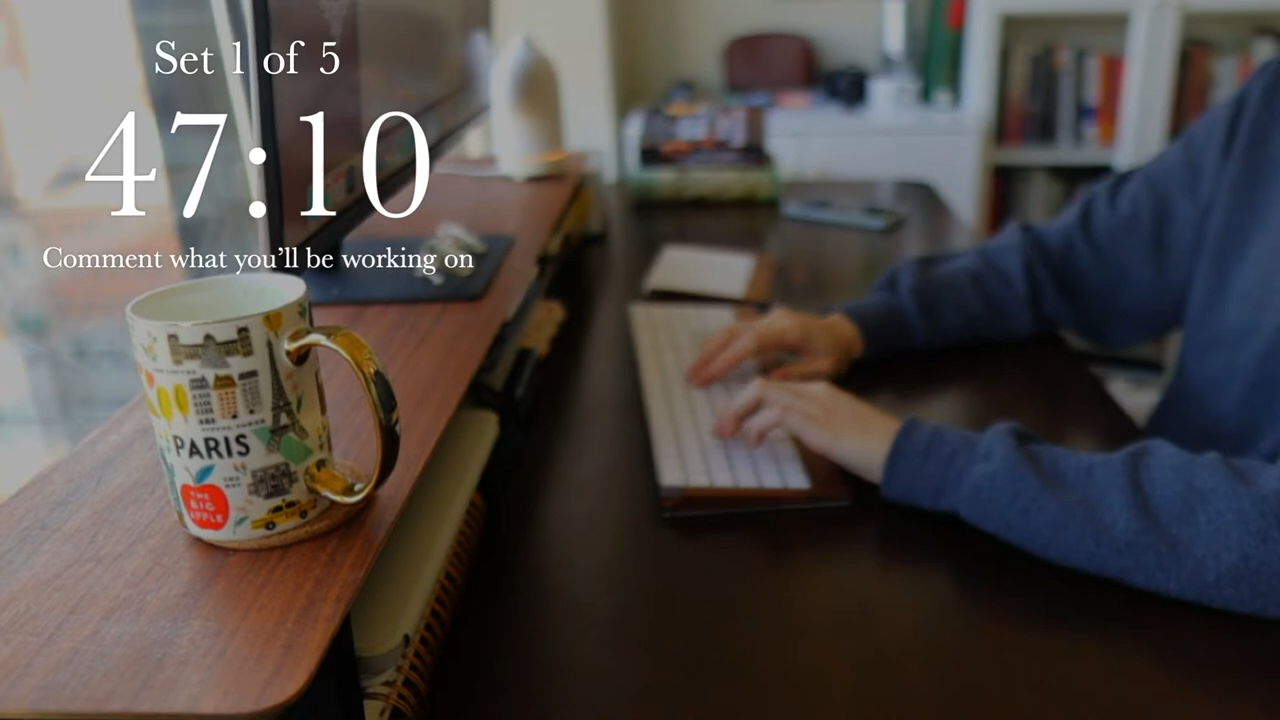 Set 1 of 5
47:10
Comment what you'll be working on
PARIS
THE
BIG
APPLE